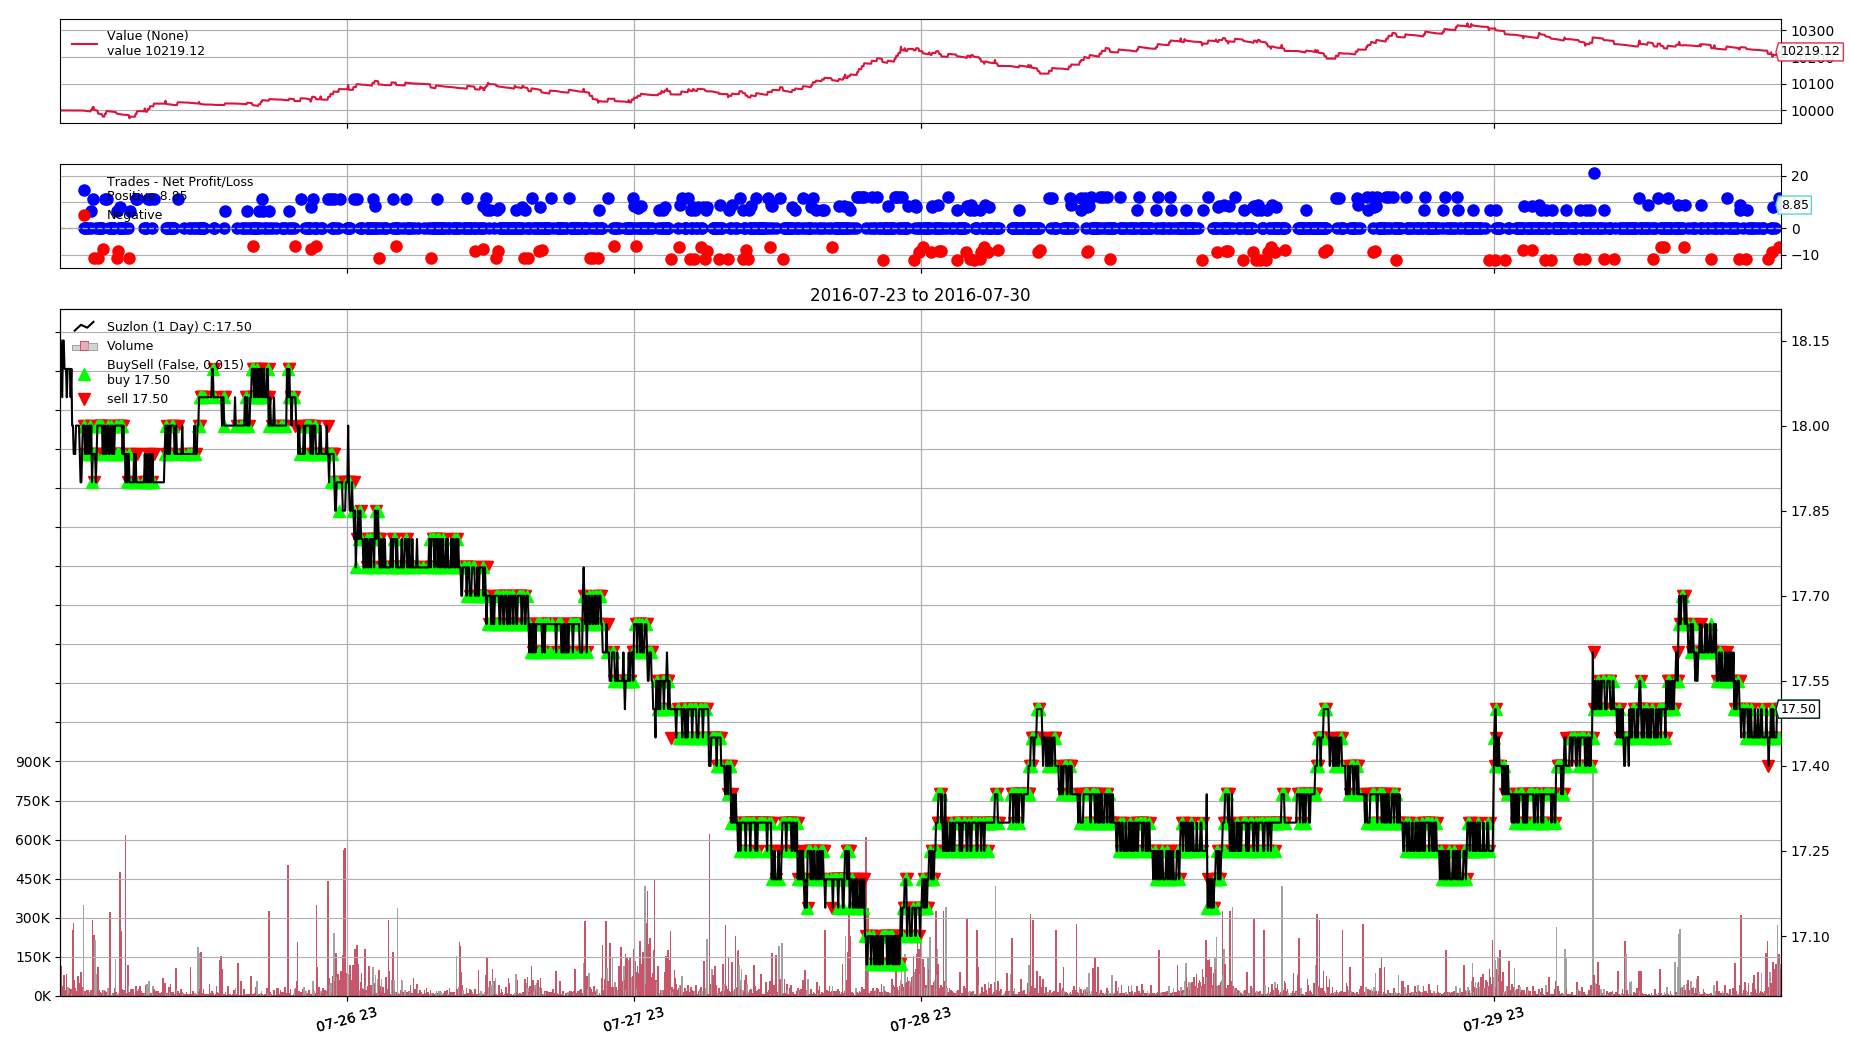 Value (None)
value 10219.12
10300
10219.12
10200
10100
10000
Trades - Net Profit/Loss
Positive 8.85
Negative
20
8.85
0
−10
2016-07-23 to 2016-07-30
Suzlon (1 Day) C:17.50
Volume
BuySell (False, 0.015)
buy 17.50
sell 17.50
18.15
18.00
17.85
17.70
17.55
17.50
17.40
17.25
17.10
900K
750K
600K
450K
300K
150K
0K
07-26 23
07-27 23
07-28 23
07-29 23